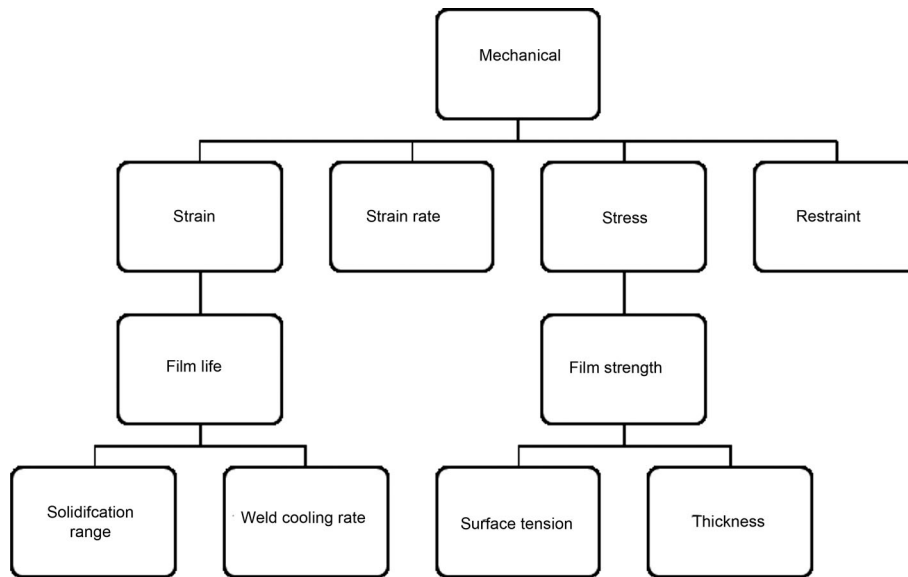 Mechanical
Strain
Strain rate
Stress
Restraint
Film life
Film strength
Solidifcation
range
Weld cooling rate
Surface tension
Thickness